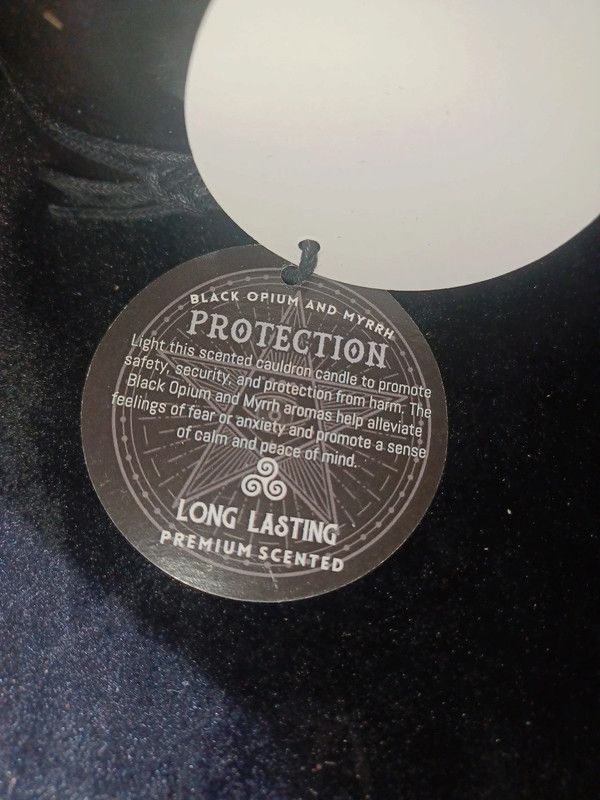 BLACK OPIUM AND MYRRH
PROTECTION
Light this scented cauldron candle to promote
safety, security, and protection from harm. The
Black Opium and Myrrh aromas help alleviate
feelings of fear or anxiety and promote a sense
of calm and peace of mind.
LONG LASTING
PREMIUM SCENTED